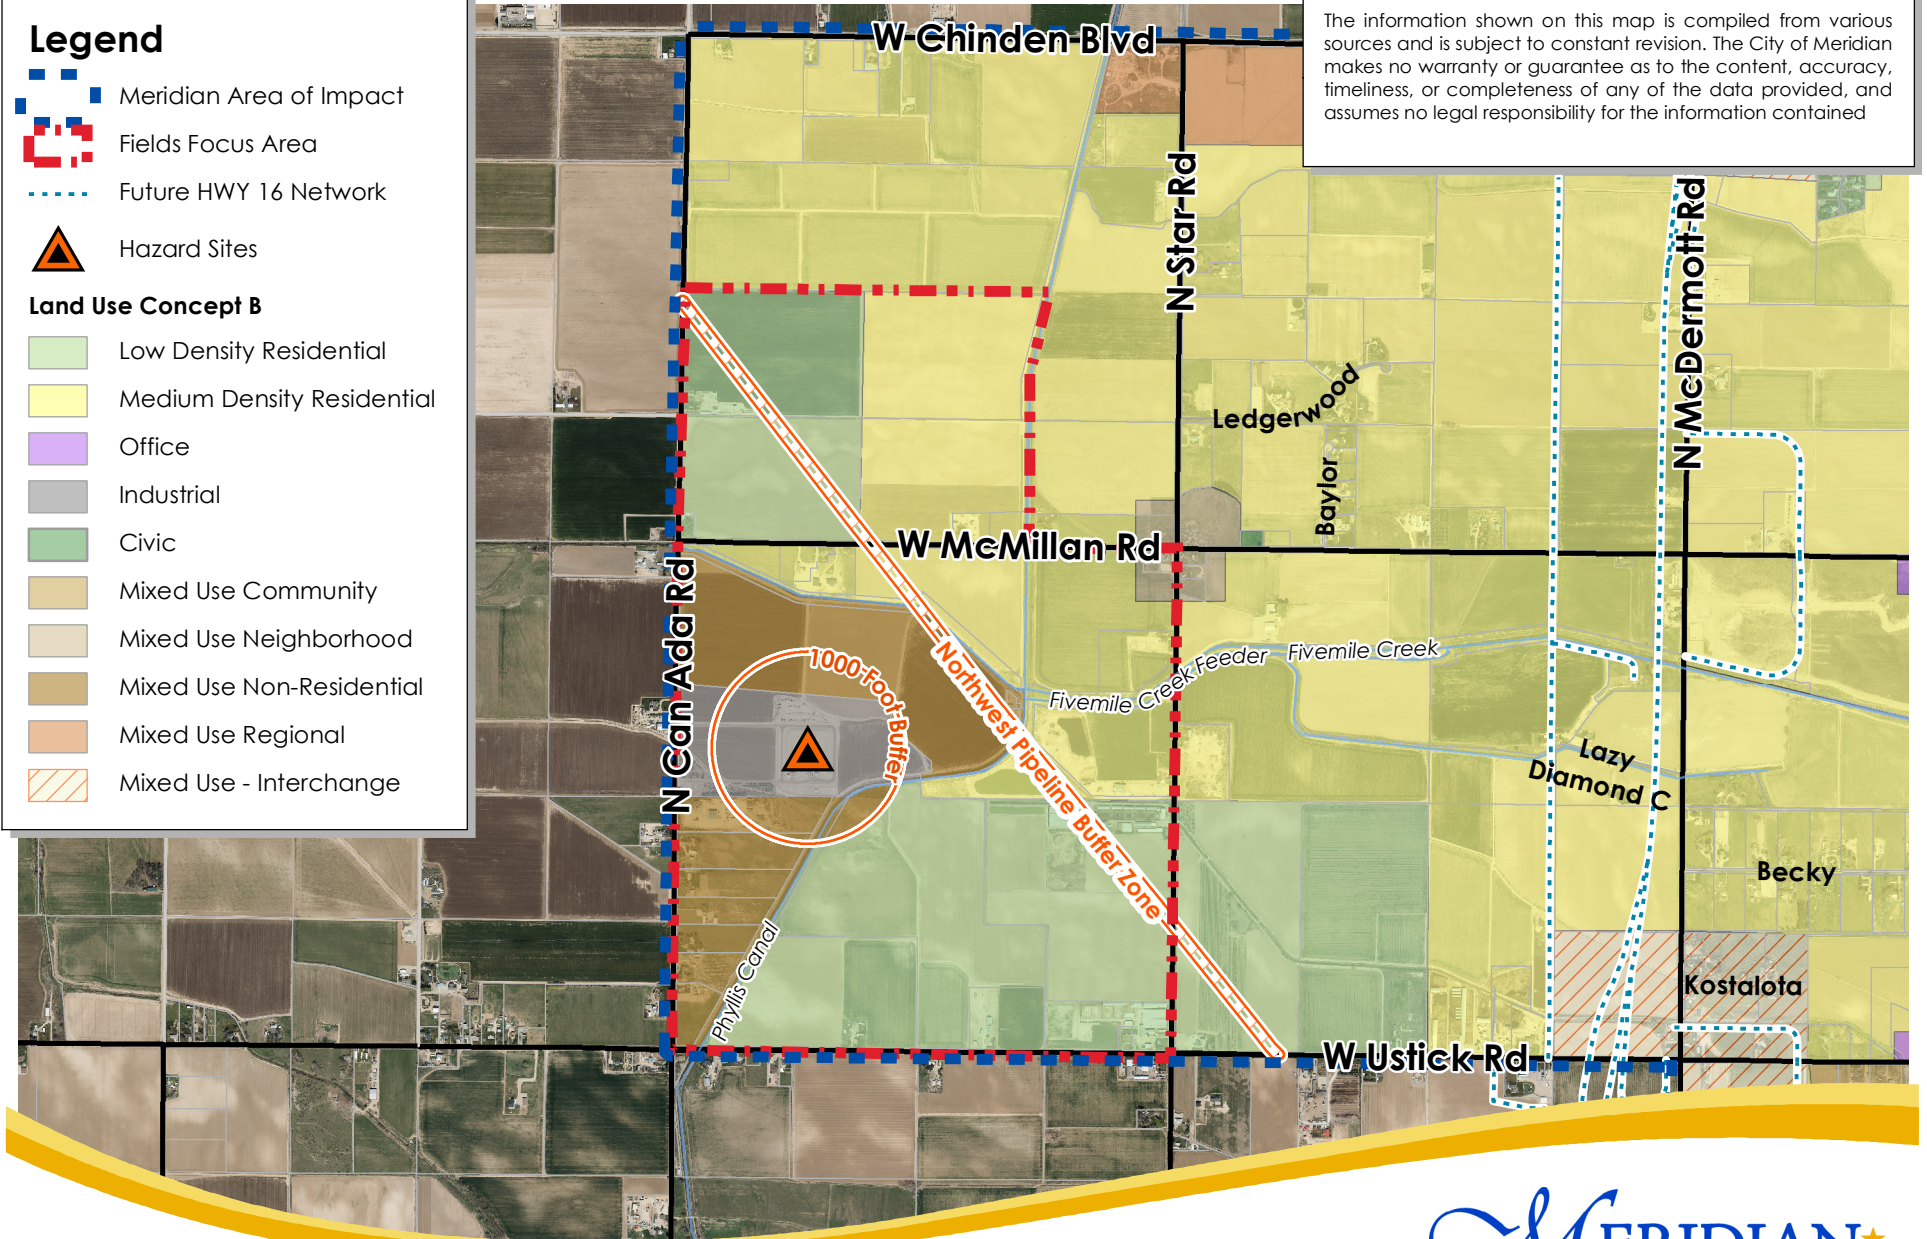 Legend
Meridian Area of Impact
Fields Focus Area
Future HWY 16 Network
Hazard Sites
Land Use Concept B
Low Density Residential
Medium Density Residential
Office
Industrial
Civic
Mixed Use Community
Mixed Use Neighborhood
Mixed Use Non-Residential
Mixed Use Regional
Mixed Use - Interchange
The information shown on this map is compiled from various
sources and is subject to constant revision. The City of Meridian
makes no warranty or guarantee as to the content, accuracy,
timeliness, or completeness of any of the data provided, and
assumes no legal responsibility for the information contained
W Chinden Blvd
N Star Rd
N McDermott Rd
Ledgerwood
Baylor
W McMillan Rd
N Can Ada Rd
1000 Foot Buffer
Northwest Pipeline Buffer Zone
Fivemile Creek Feeder
Fivemile Creek
Lazy
Diamond C
Becky
Kostalota
Phyllis Canal
W Ustick Rd
MERIDIAN